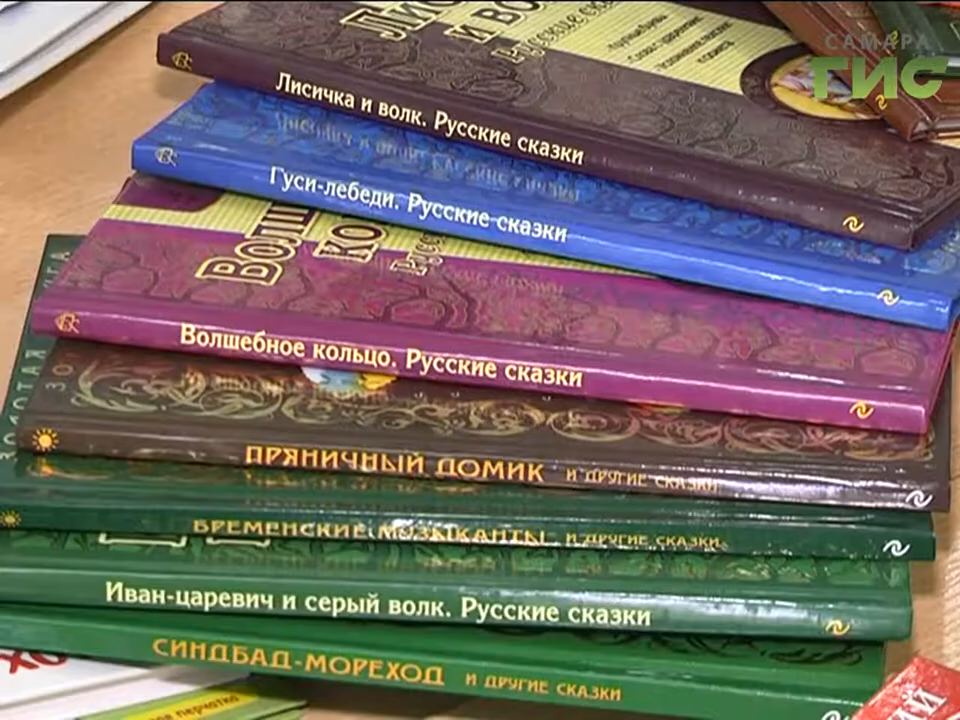 САМАРА
ГИС
Лисичка и волк. Русские сказки
Гуси-лебеди. Русские сказки
Волшебное кольцо. Русские сказки
ПРЯНИЧНЫЙ ДОМИК И ДРУГИЕ СКАЗКИ
БРЕМЕНСКИЕ МУЗЫКАНТЫ И ДРУГИЕ СКАЗКИ
Иван-царевич и серый волк. Русские сказки
СИНДБАД-МОРЕХОД И ДРУГИЕ СКАЗКИ